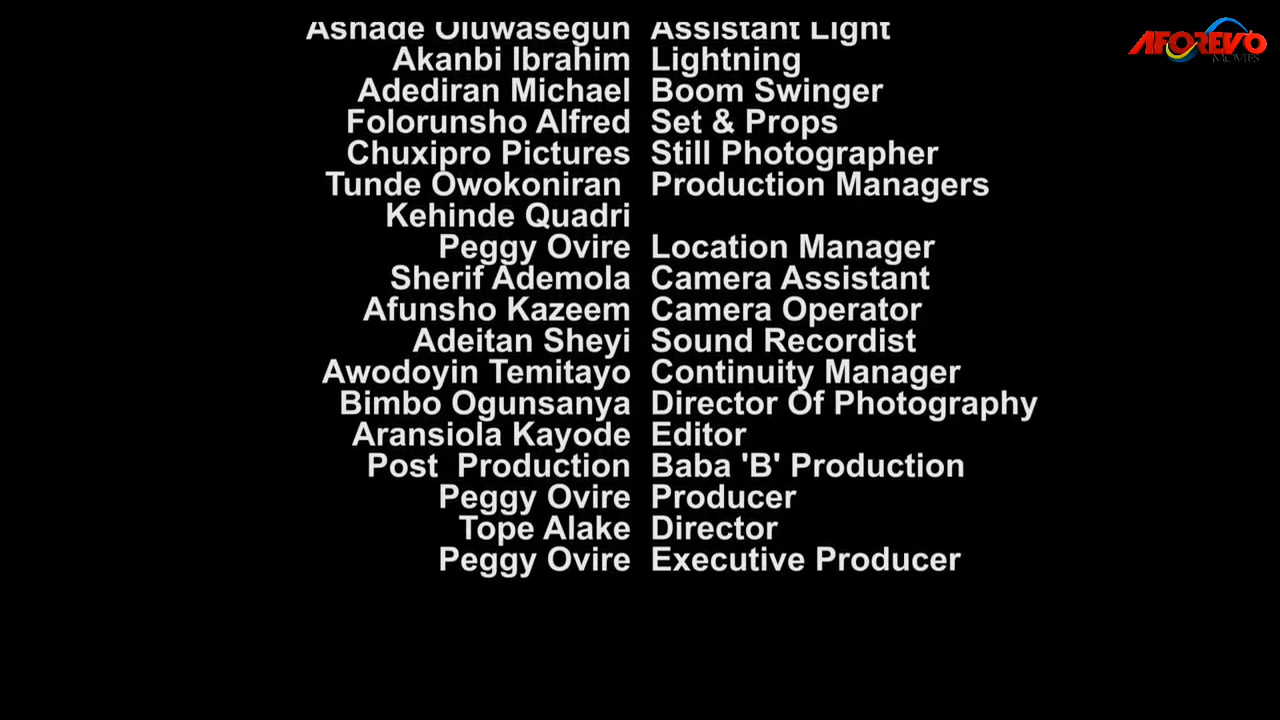 Ashade Oluwasegun Assistant Light
Akanbi Ibrahim Lightning
Adediran Michael Boom Swinger
Folorunsho Alfred Set & Props
Chuxipro Pictures Still Photographer
Tunde Owokoniran Production Managers
Kehinde Quadri
Peggy Ovire Location Manager
Sherif Ademola Camera Assistant
Afunsho Kazeem Camera Operator
Adeitan Sheyi Sound Recordist
Awodoyin Temitayo Continuity Manager
Bimbo Ogunsanya Director Of Photography
Aransiola Kayode Editor
Post Production Baba 'B' Production
Peggy Ovire Producer
Tope Alake Director
Peggy Ovire Executive Producer
AFOREVO
MOVIES